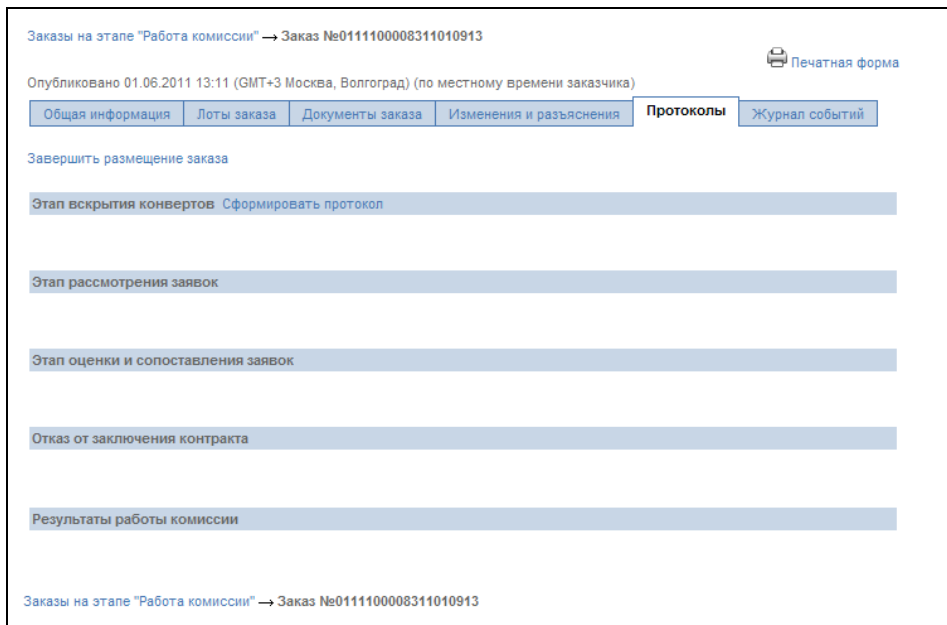 Заказы на этапе "Работа комиссии" → Заказ №0111100008311010913
Печатная форма
Опубликовано 01.06.2011 13:11 (GMT+3 Москва, Волгоград) (по местному времени заказчика)
Общая информация Лоты заказа Документы заказа Изменения и разъяснения Протоколы Журнал событий
Завершить размещение заказа
Этап вскрытия конвертов Сформировать протокол
Этап рассмотрения заявок
Этап оценки и сопоставления заявок
Отказ от заключения контракта
Результаты работы комиссии
Заказы на этапе "Работа комиссии" → Заказ №0111100008311010913